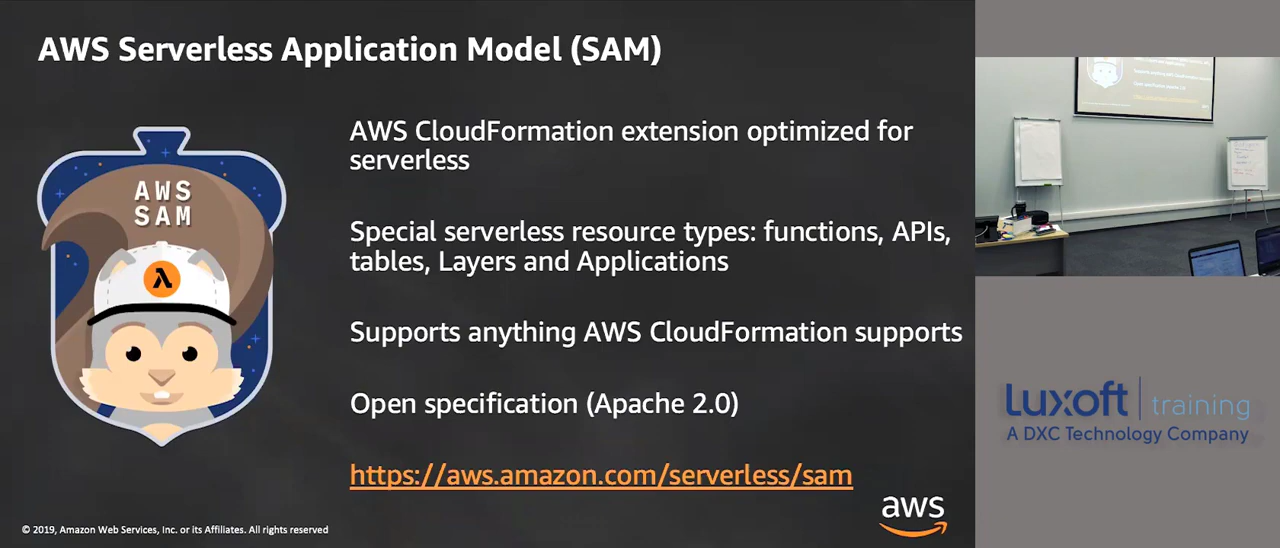 AWS Serverless Application Model (SAM)
AWS
SAM
AWS CloudFormation extension optimized for
serverless
Special serverless resource types: functions, APIs,
tables, Layers and Applications
Supports anything AWS CloudFormation supports
Open specification (Apache 2.0)
https://aws.amazon.com/serverless/sam
© 2019, Amazon Web Services, Inc. or its Affiliates. All rights reserved
aws
Luxoft training
A DXC Technology Company